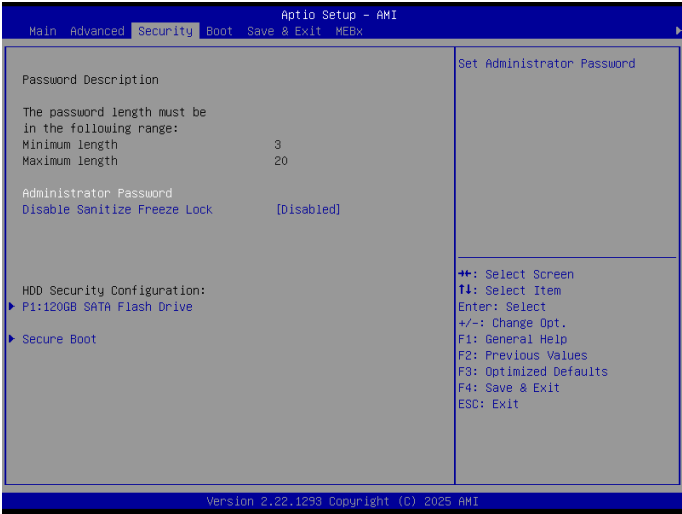 Aptio Setup - AMI
Main Advanced Security Boot Save & Exit MEBx
Set Administrator Password
Password Description
The password length must be
in the following range:
Minimum length 3
Maximum length 20
Administrator Password
Disable Sanitize Freeze Lock [Disabled]
HDD Security Configuration:
P1:120GB SATA Flash Drive
Secure Boot
→←: Select Screen
↑↓: Select Item
Enter: Select
+/-: Change Opt.
F1: General Help
F2: Previous Values
F3: Optimized Defaults
F4: Save & Exit
ESC: Exit
Version 2.22.1293 Copyright (C) 2025 AMI